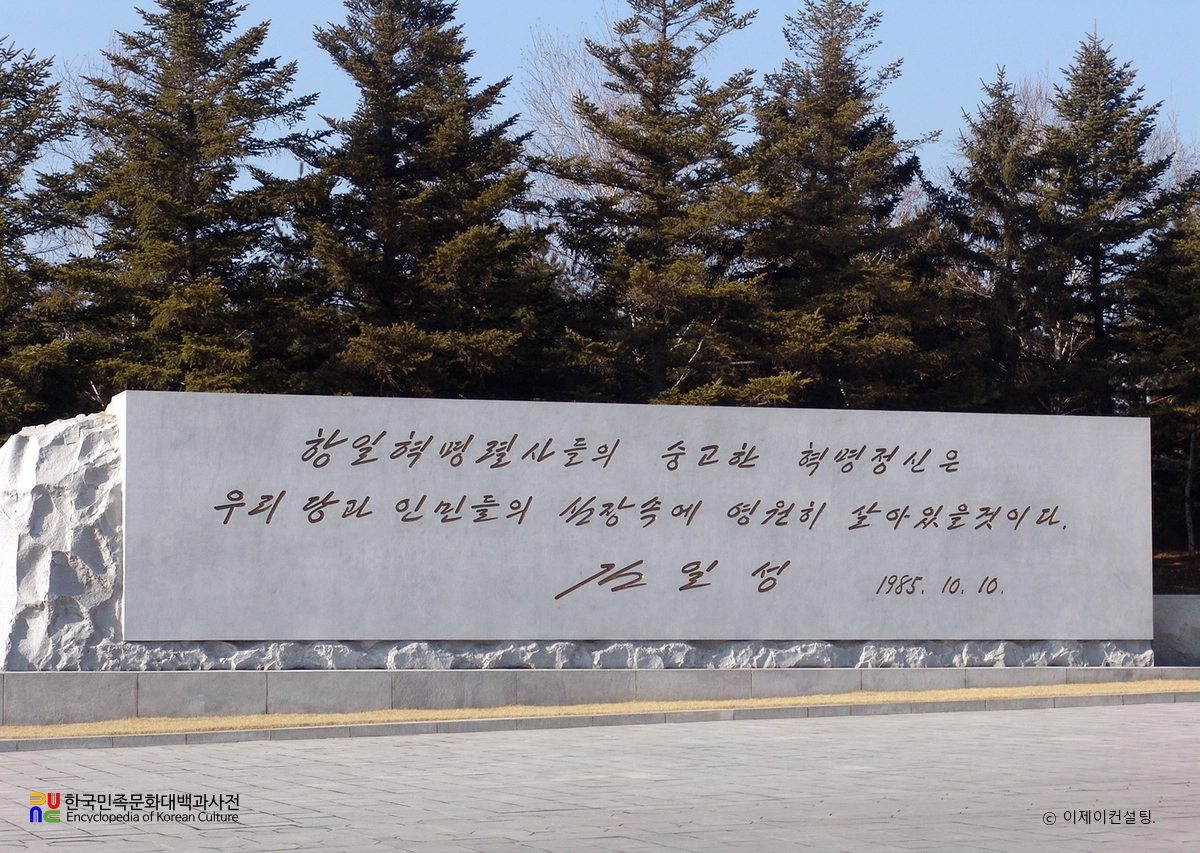 항일혁명렬사들의 숭고한 혁명정신은
우리 당과 인민들의 심장속에 영원히 살아있을것이다.
김일성 1985. 10. 10.
한국민족문화대백과사전
Encyclopedia of Korean Culture
ⓒ 이제이컨설팅.